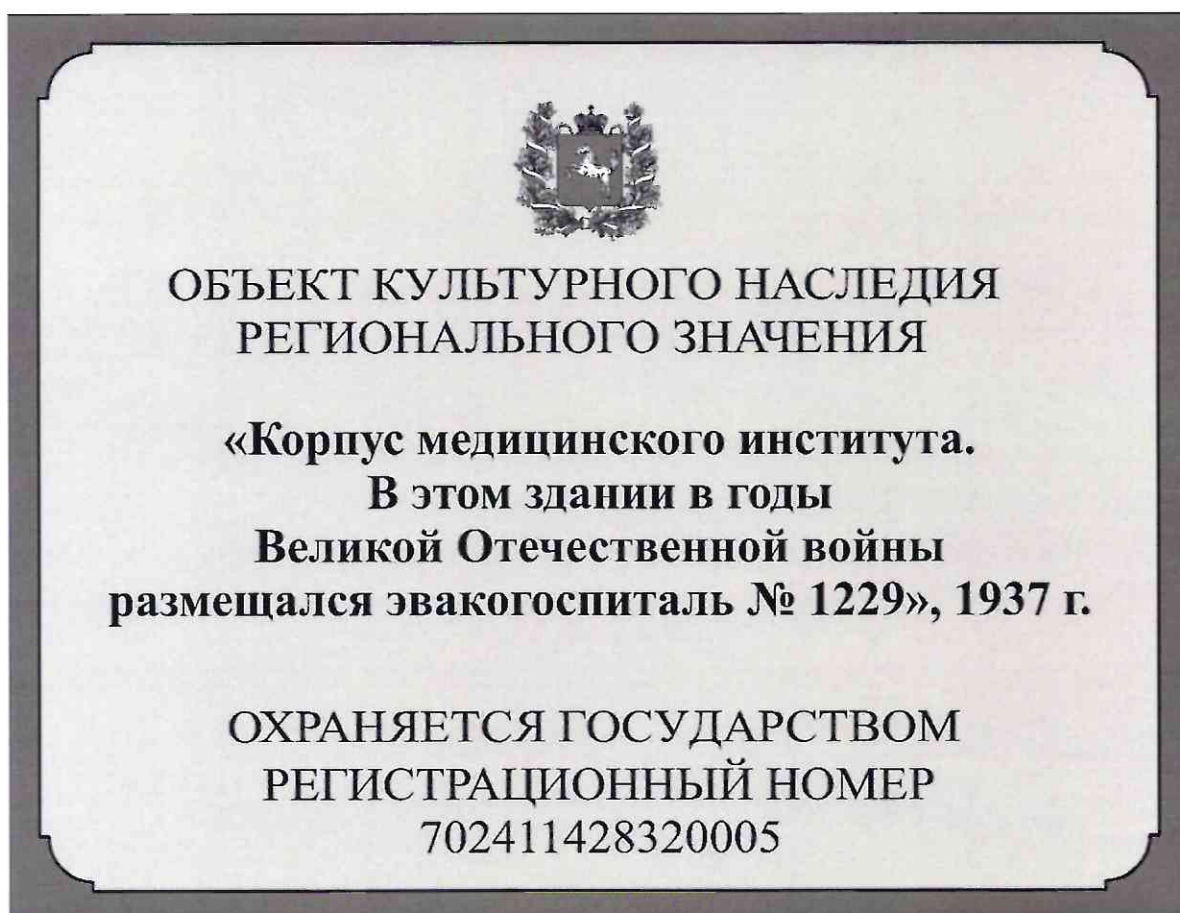 ОБЪЕКТ КУЛЬТУРНОГО НАСЛЕДИЯ
РЕГИОНАЛЬНОГО ЗНАЧЕНИЯ
«Корпус медицинского института.
В этом здании в годы
Великой Отечественной войны
размещался эвакогоспиталь № 1229», 1937 г.
ОХРАНЯЕТСЯ ГОСУДАРСТВОМ
РЕГИСТРАЦИОННЫЙ НОМЕР
702411428320005